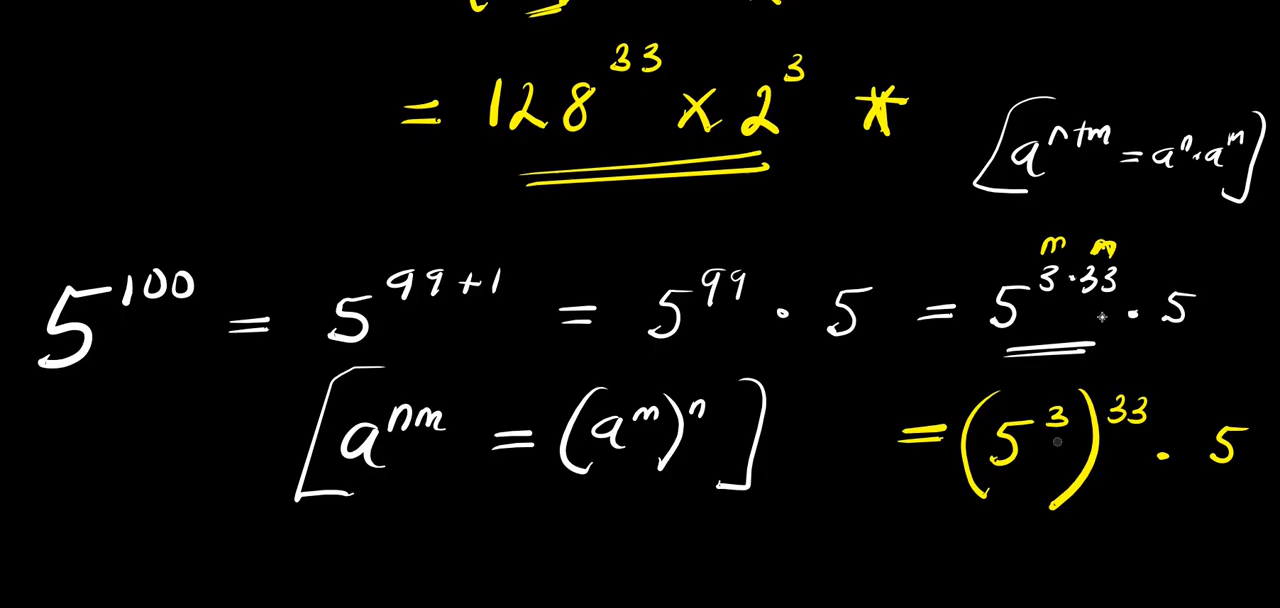 = 128^33 × 2^3 *
[a^n+m = a^n · a^m]
m n
5^100 = 5^99+1 = 5^99 · 5 = 5^3·33 · 5
[a^nm = (a^m)^n] = (5^3)^33 · 5